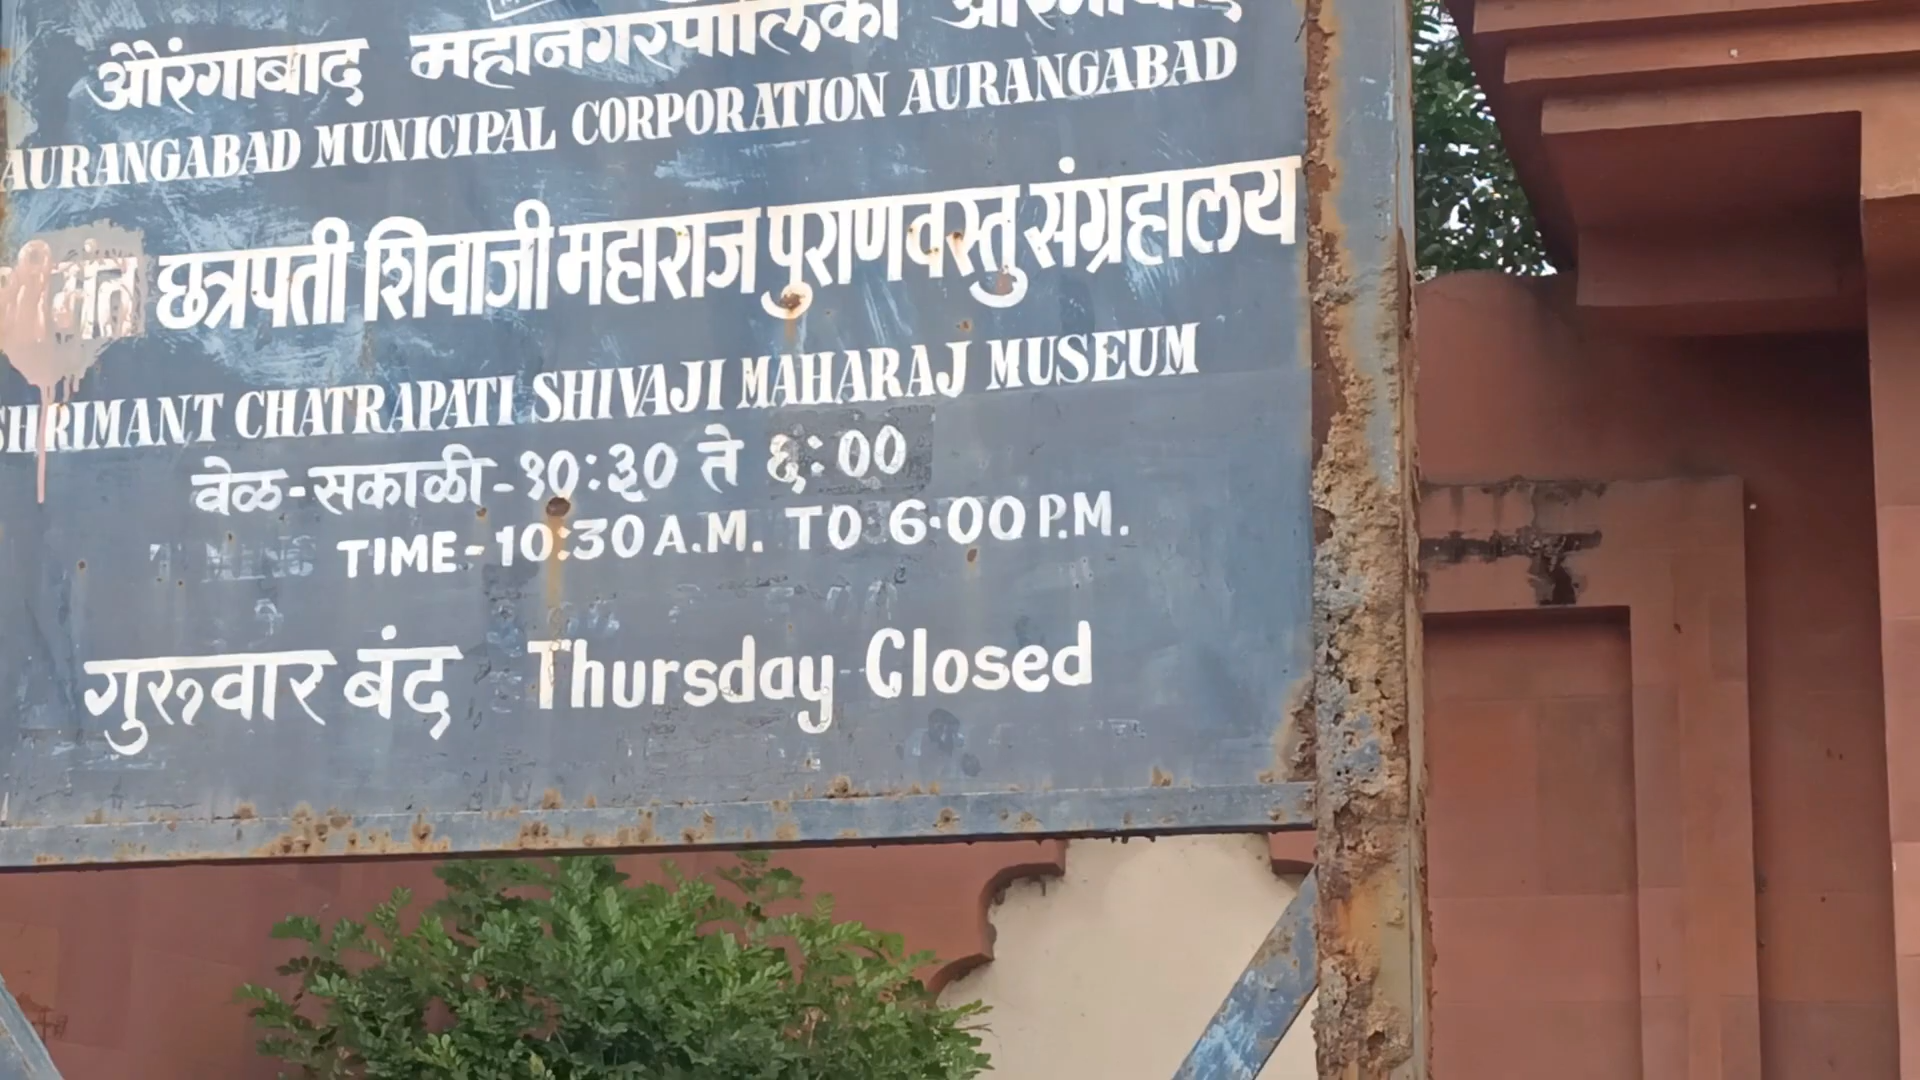 औरंगाबाद महानगरपालिका औरंगाबाद
AURANGABAD MUNICIPAL CORPORATION AURANGABAD
श्रीमंत छत्रपती शिवाजी महाराज पुराणवस्तु संग्रहालय
SHRIMANT CHATRAPATI SHIVAJI MAHARAJ MUSEUM
वेळ-सकाळी-१०:३० ते ६:००
TIME-10:30 A.M. TO 6.00 P.M.
गुरुवार बंद Thursday Closed